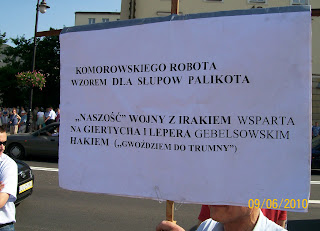 KOMOROWSKIEGO ROBOTA
WZOREM DLA SŁUPOW PALIKOTA
„NASZOŚĆ” WOJNY Z IRAKIEM WSPARTA
NA GIERTYCHA I LEPERA GEBELSOWSKIM
HAKIEM („GWOŹDZIEM DO TRUMNY”)
09/06/2010